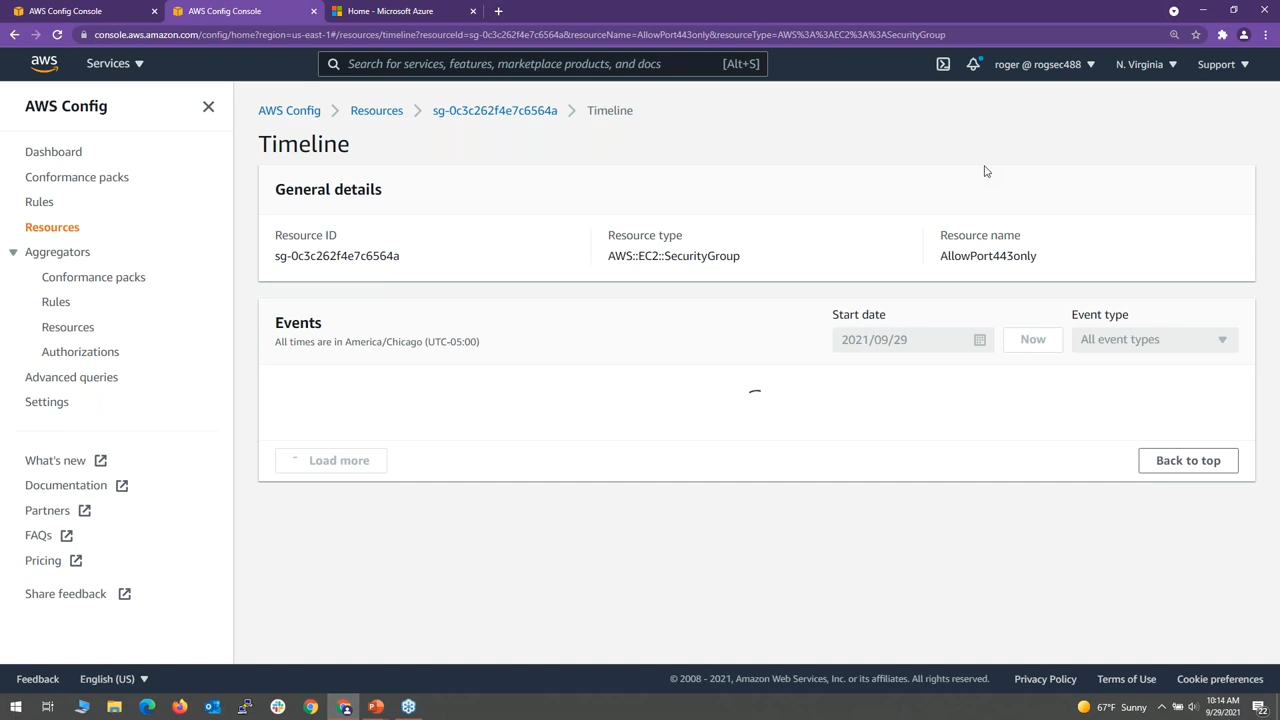 AWS Config Console
AWS Config Console
Home - Microsoft Azure
console.aws.amazon.com/config/home?region=us-east-1#/resources/timeline?resourceId=sg-0c3c262f4e7c6564a&resourceName=AllowPort443only&resourceType=AWS%3A%3AEC2%3A%3ASecurityGroup
aws
Services
Search for services, features, marketplace products, and docs [Alt+S]
roger @ rogsec488
N. Virginia
Support
AWS Config
Dashboard
Conformance packs
Rules
Resources
Aggregators
Conformance packs
Rules
Resources
Authorizations
Advanced queries
Settings
What's new
Documentation
Partners
FAQs
Pricing
Share feedback
AWS Config
Resources
sg-0c3c262f4e7c6564a
Timeline
Timeline
General details
Resource ID
sg-0c3c262f4e7c6564a
Resource type
AWS::EC2::SecurityGroup
Resource name
AllowPort443only
Events
All times are in America/Chicago (UTC-05:00)
Start date
2021/09/29
Now
Event type
All event types
Load more
Back to top
Feedback
English (US)
© 2008 - 2021, Amazon Web Services, Inc. or its affiliates. All rights reserved.
Privacy Policy
Terms of Use
Cookie preferences
67°F Sunny
10:14 AM
9/29/2021
22